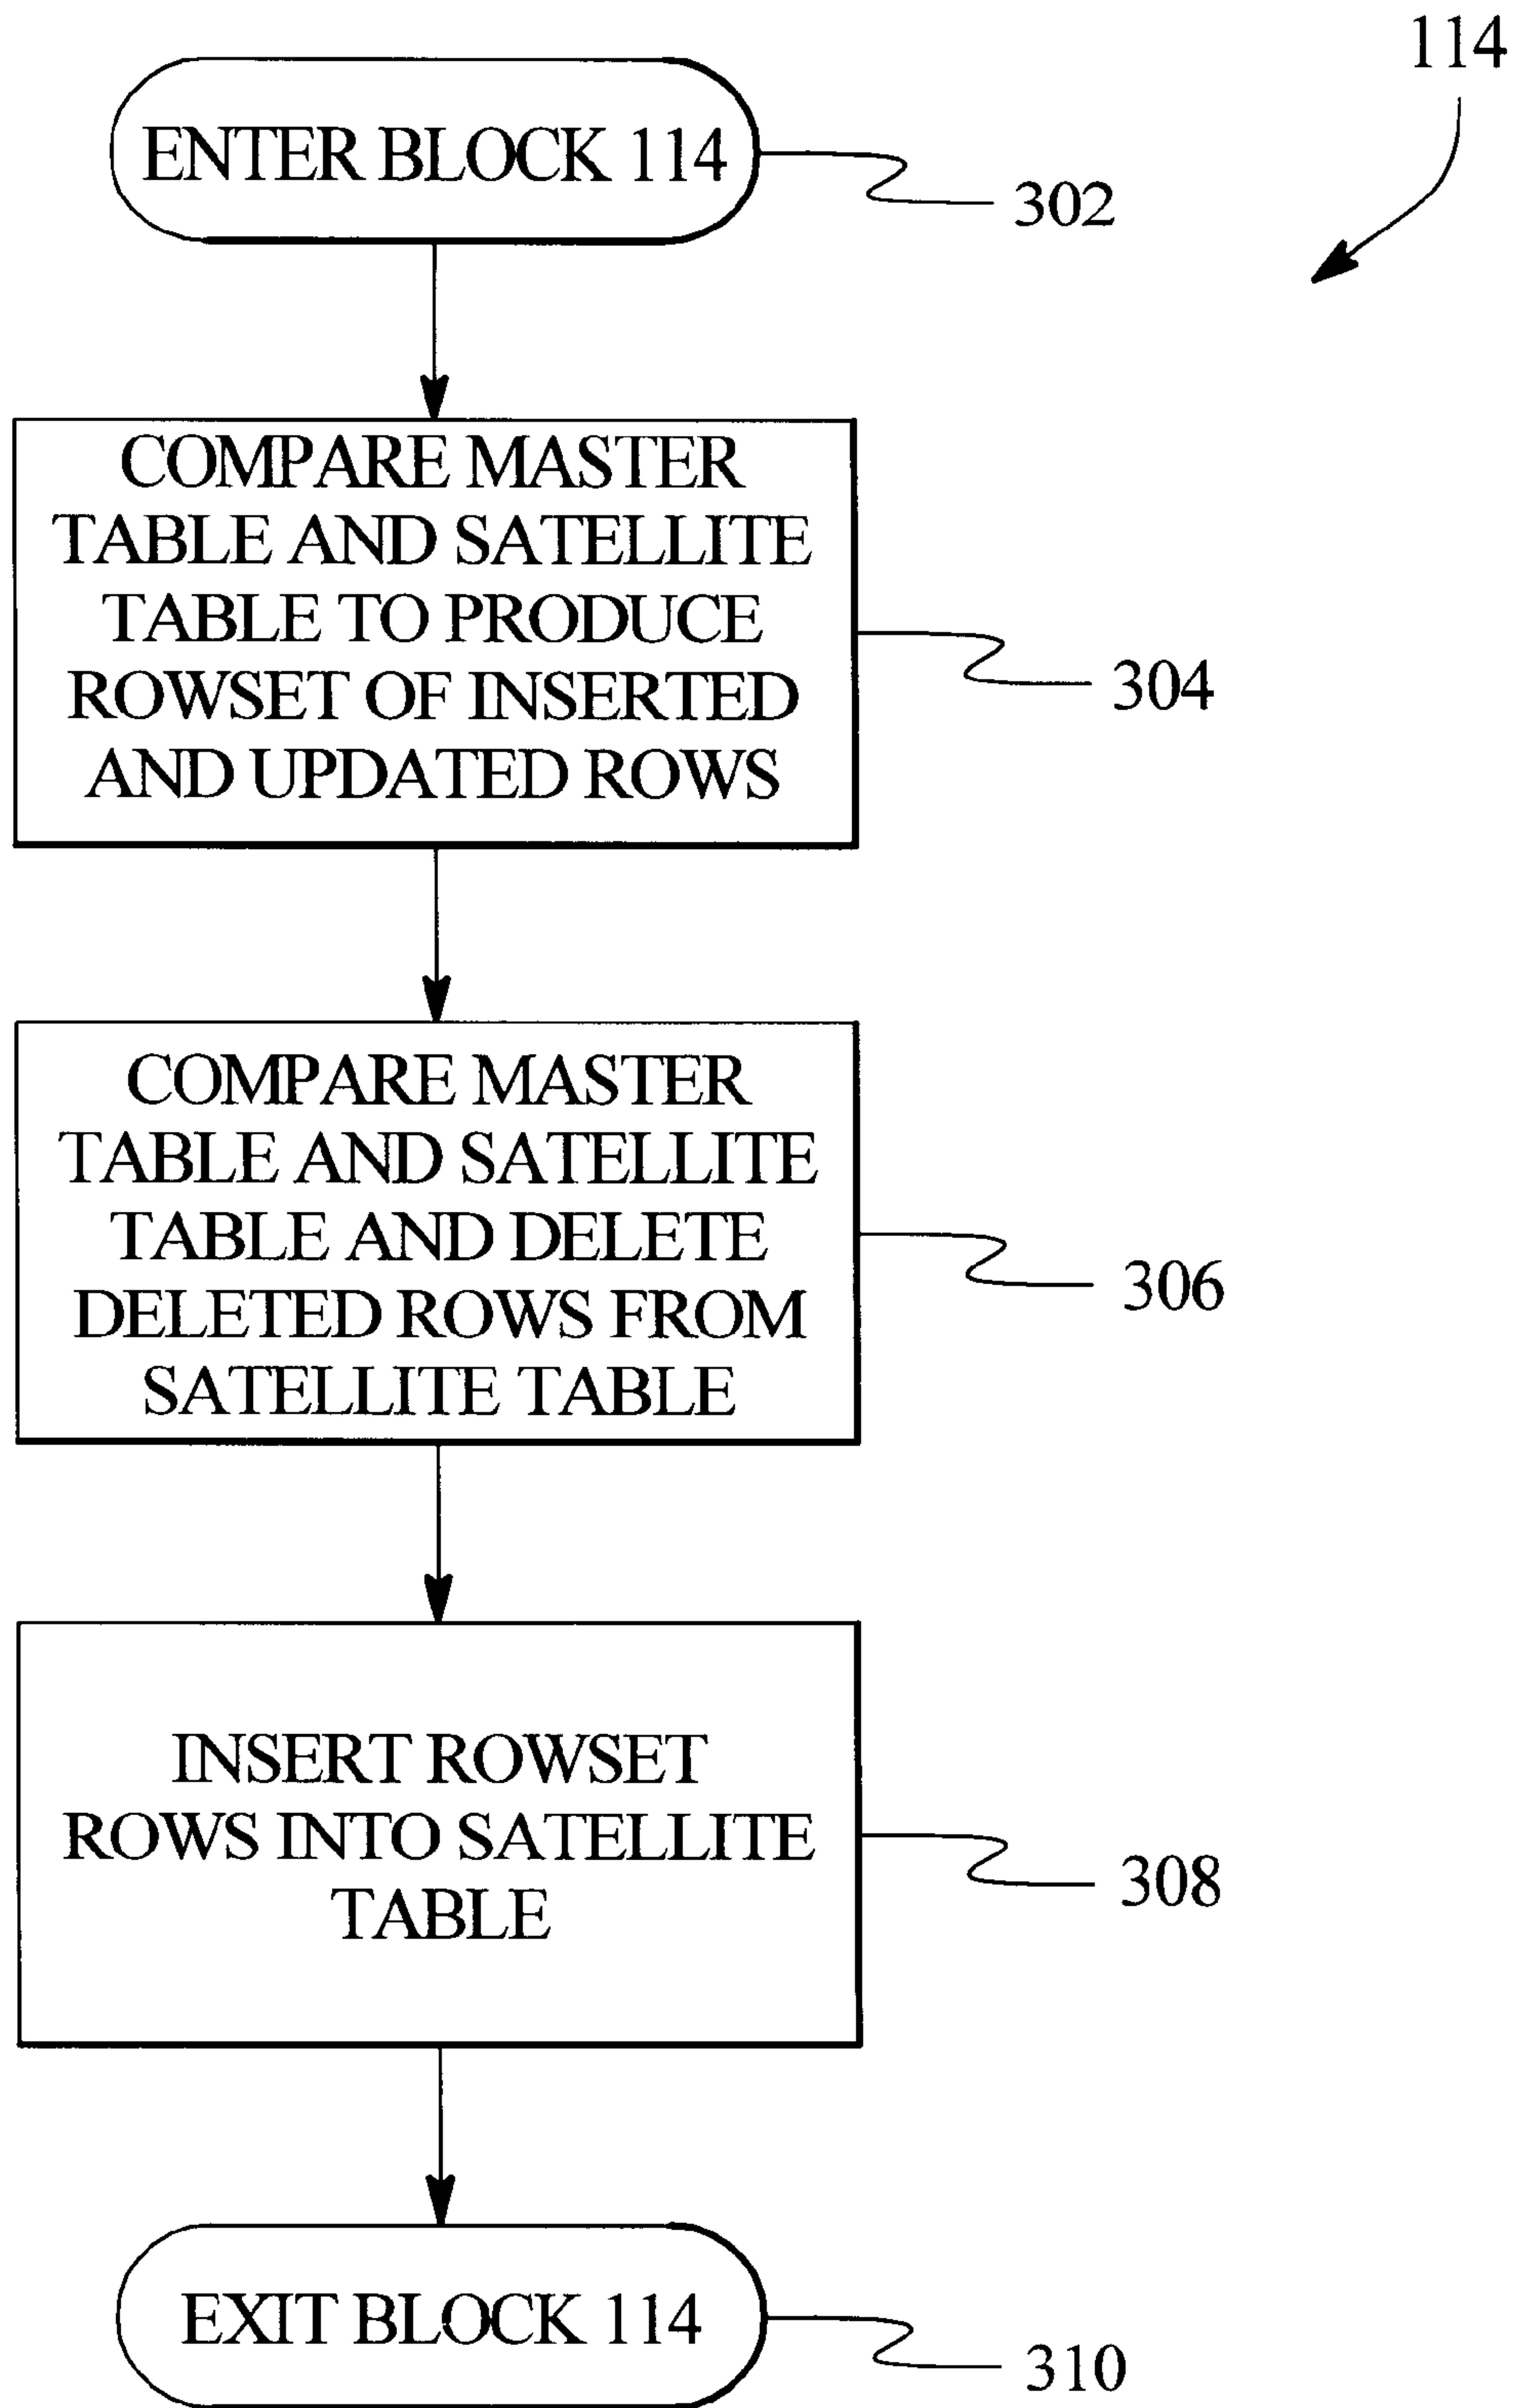 114
ENTER BLOCK 114
302
COMPARE MASTER
TABLE AND SATELLITE
TABLE TO PRODUCE
ROWSET OF INSERTED
AND UPDATED ROWS
304
COMPARE MASTER
TABLE AND SATELLITE
TABLE AND DELETE
DELETED ROWS FROM
SATELLITE TABLE
306
INSERT ROWSET
ROWS INTO SATELLITE
TABLE
308
EXIT BLOCK 114
310